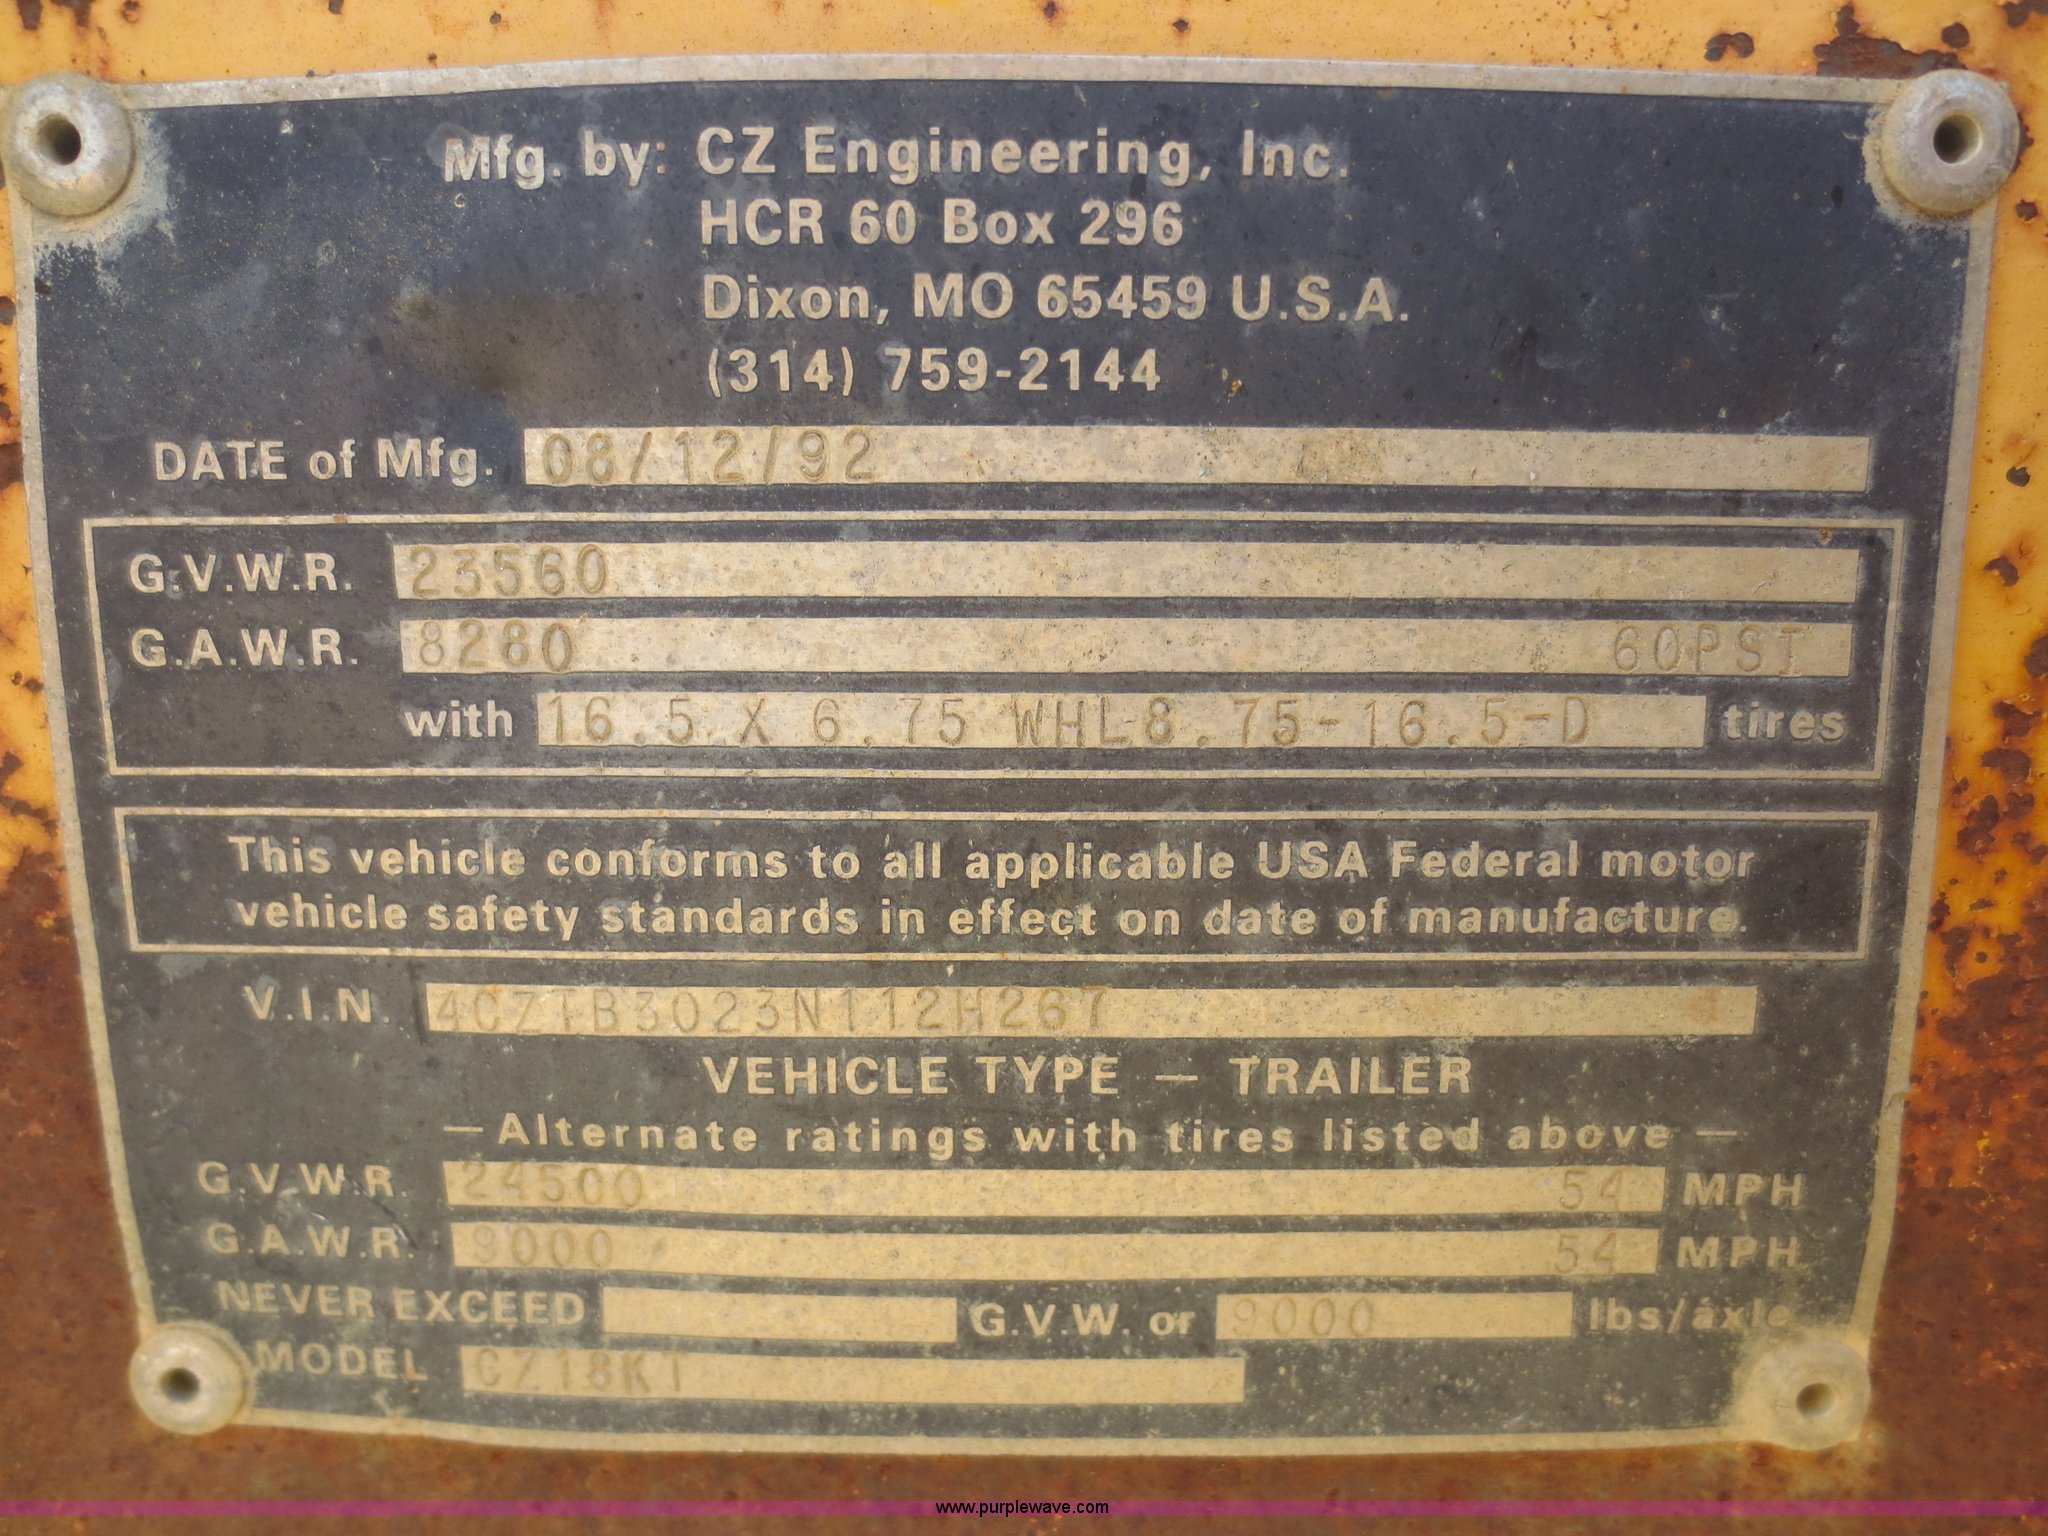 Mfg. by: CZ Engineering, Inc.
HCR 60 Box 296
Dixon, MO 65459 U.S.A.
(314) 759-2144
DATE of Mfg. 08/12/92
G.V.W.R. 23560
G.A.W.R. 8280 60PSI
with 16.5 X 6.75 WHL8.75-16.5-D tires
This vehicle conforms to all applicable USA Federal motor
vehicle safety standards in effect on date of manufacture.
V.I.N. 4CZTB3023N112H267 4
VEHICLE TYPE — TRAILER
—Alternate ratings with tires listed above —
G.V.W.R. 24500 54 MPH
G.A.W.R. 9000 54 MPH
NEVER EXCEED G.V.W. or 9000 lbs/axle
MODEL CZ18KT
www.purplewave.com